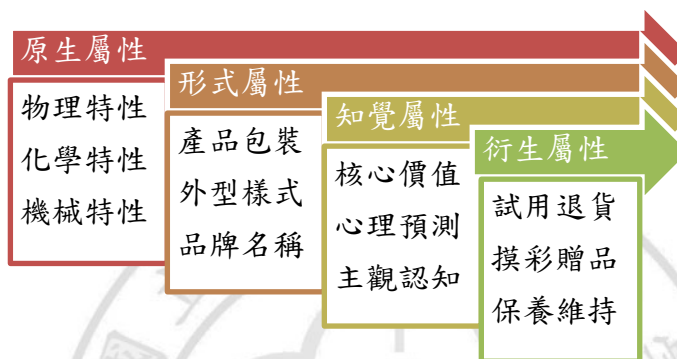 原生屬性
物理特性
化學特性
機械特性
形式屬性
產品包裝
外型樣式
品牌名稱
知覺屬性
核心價值
心理預測
主觀認知
衍生屬性
試用退貨
摸彩贈品
保養維持